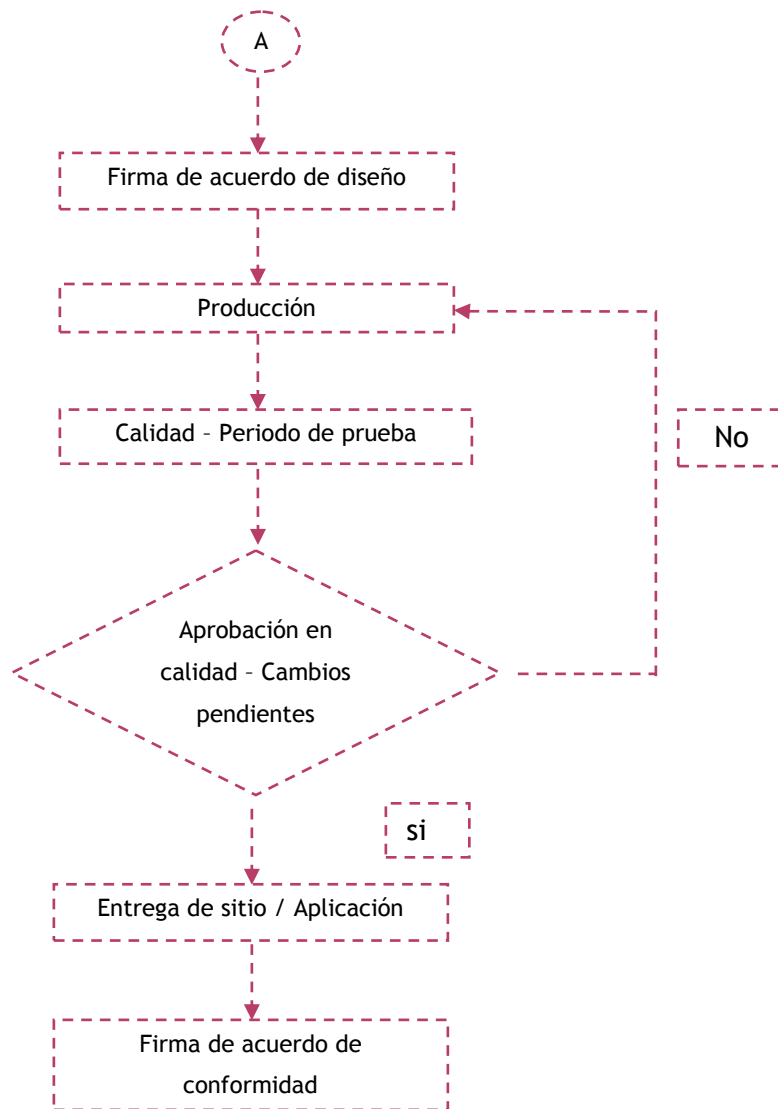 A
Firma de acuerdo de diseño
Producción
Calidad – Periodo de prueba
No
Aprobación en
calidad – Cambios
pendientes
si
Entrega de sitio / Aplicación
Firma de acuerdo de
conformidad